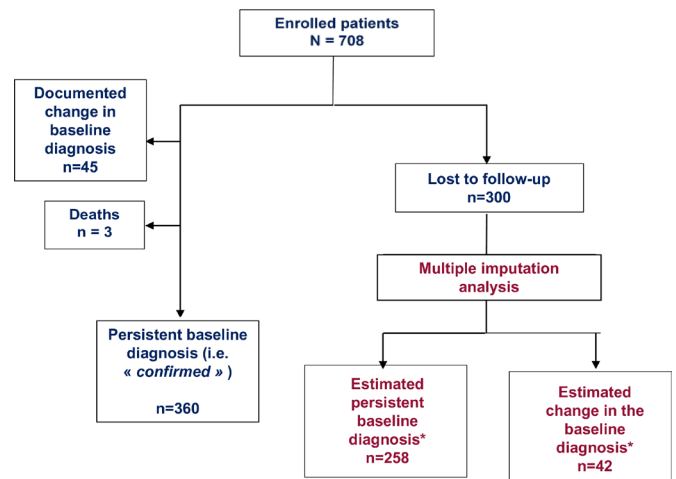 Enrolled patients
N = 708
Documented
change in
baseline
diagnosis
n=45
Lost to follow-up
n=300
Deaths
n = 3
Multiple imputation
analysis
Persistent baseline
diagnosis (i.e.
« confirmed » )
n=360
Estimated
persistent
baseline
diagnosis*
n=258
Estimated
change in the
baseline
diagnosis*
n=42